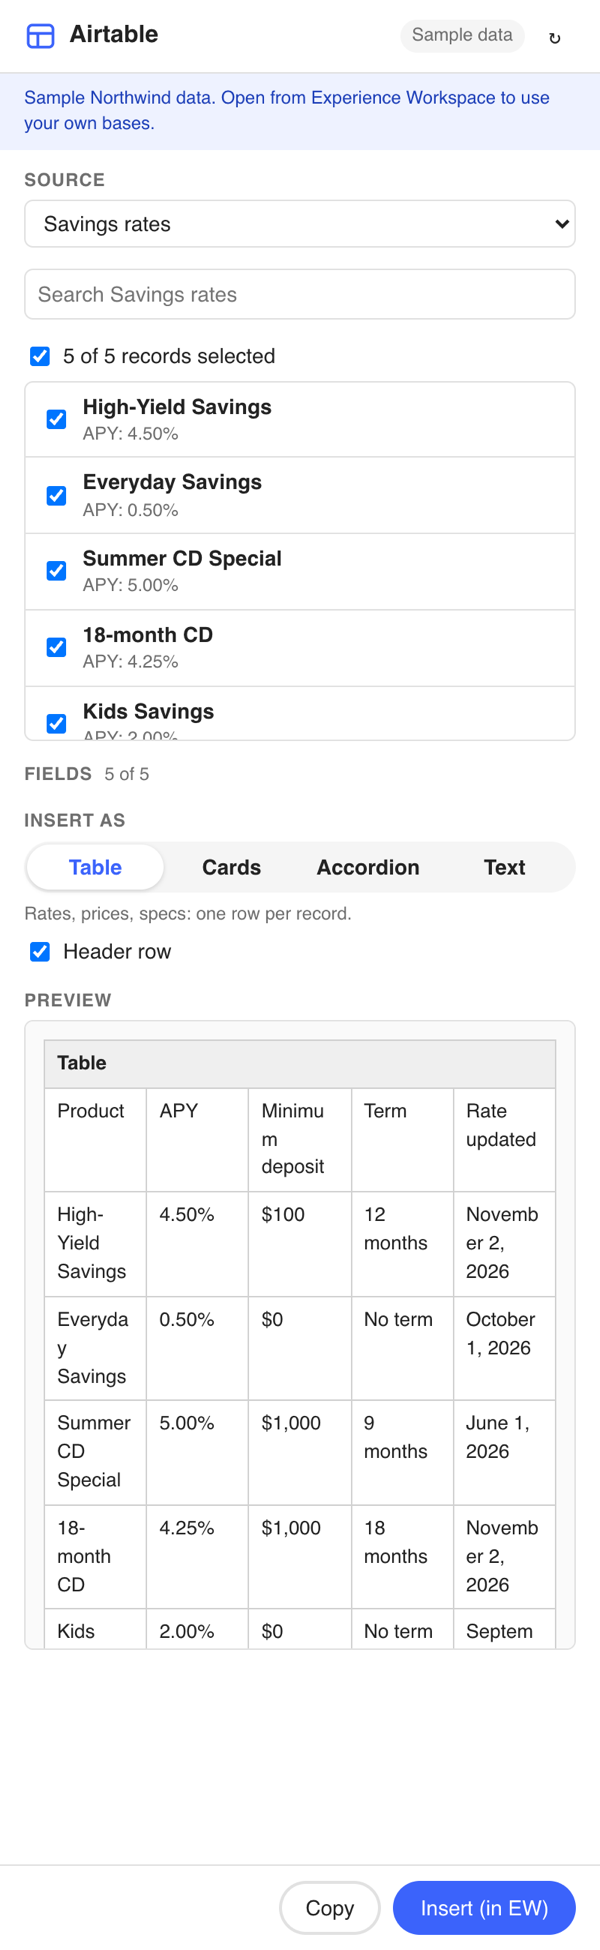 Airtable
Sample data
↻
Sample Northwind data. Open from Experience Workspace to use
your own bases.
SOURCE
Savings rates
Search Savings rates
5 of 5 records selected
High-Yield Savings
APY: 4.50%
Everyday Savings
APY: 0.50%
Summer CD Special
APY: 5.00%
18-month CD
APY: 4.25%
Kids Savings
APY: 2.00%
FIELDS 5 of 5
INSERT AS
Table Cards Accordion Text
Rates, prices, specs: one row per record.
Header row
PREVIEW
Table
Product APY Minimu Term Rate
m updated
deposit
High- 4.50% $100 12 Novemb
Yield months er 2,
Savings 2026
Everyda 0.50% $0 No term October
y 1, 2026
Savings
Summer 5.00% $1,000 9 June 1,
CD months 2026
Special
18- 4.25% $1,000 18 Novemb
month months er 2,
CD 2026
Kids 2.00% $0 No term Septem
Copy Insert (in EW)